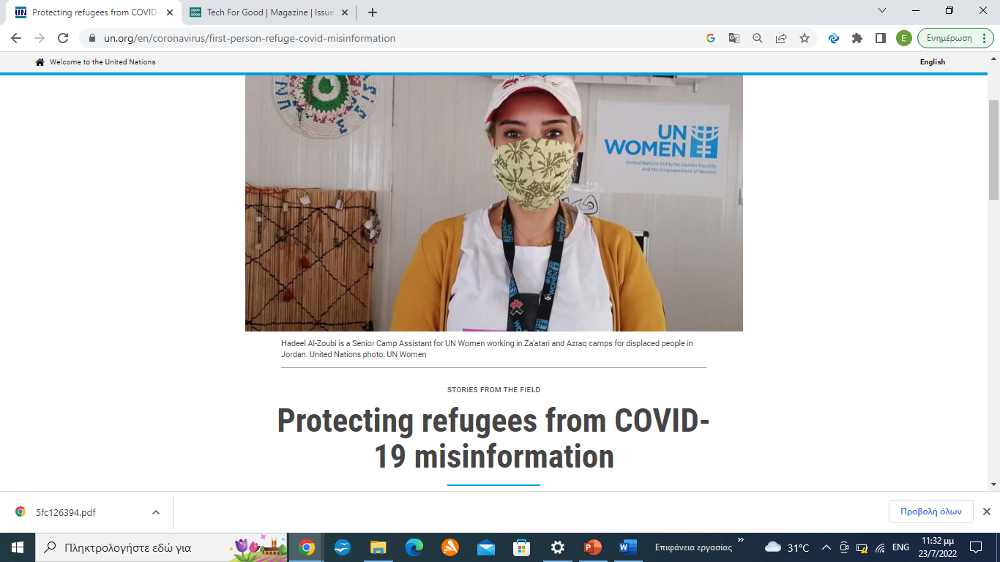 Protecting refugees from COVID-
Tech For Good | Magazine | Issue
un.org/en/coronavirus/first-person-refuge-covid-misinformation
E
Ενημέρωση
Welcome to the United Nations
English
UN
WOMEN
United Nations Entity for Gender Equality
and the Empowerment of Women
UN
WOMEN
Hadeel Al-Zoubi is a Senior Camp Assistant for UN Women working in Za'atari and Azraq camps for displaced people in
Jordan. United Nations photo: UN Women
STORIES FROM THE FIELD
Protecting refugees from COVID-
19 misinformation
5fc126394.pdf
Προβολή όλων
Πληκτρολογήστε εδώ για
Επιφάνεια εργασίας
31°C
ENG
11:32 μμ
23/7/2022